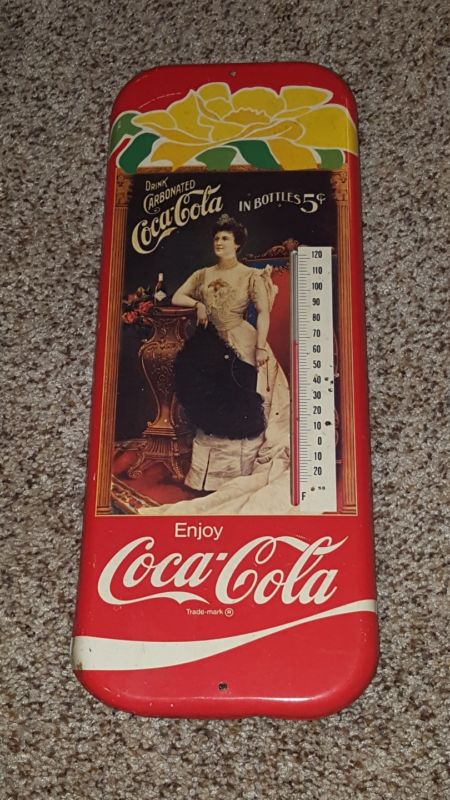 DRINK
CARBONATED
Coca-Cola IN BOTTLES 5¢
120
110
100
90
80
70
60
50
40
30
20
10
0
10
20
F
Enjoy
Coca-Cola
Trade-mark ®